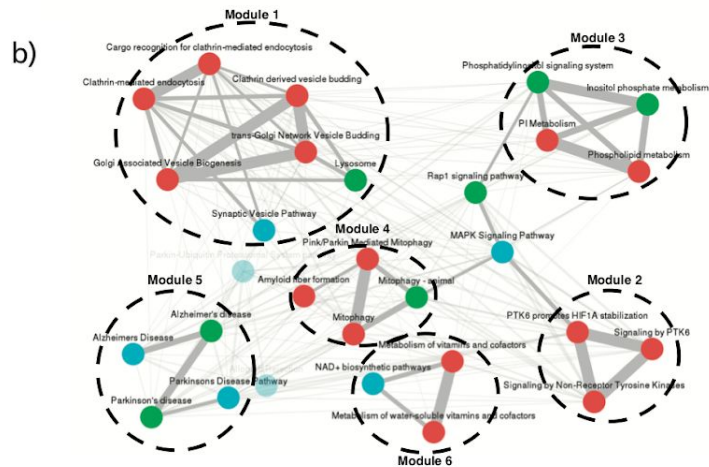 b)
Module 1
Cargo recognition for clathrin-mediated endocytosis
Clathrin-mediated endocytosis
Clathrin derived vesicle budding
trans-Golgi Network Vesicle Budding
Golgi Associated Vesicle Biogenesis
Lysosome
Synaptic Vesicle Pathway
Module 3
Phosphatidylinositol signaling system
Inositol phosphate metabolism
PI Metabolism
Phospholipid metabolism
Rap1 signaling pathway
MAPK Signaling Pathway
Module 4
Pink/Parkin Mediated Mitophagy
Amyloid fiber formation
Mitophagy - animal
Mitophagy
Module 5
Alzheimer's disease
Alzheimers Disease
Parkinsons Disease Pathway
Parkinson's disease
Module 2
PTK6 promotes HIF1A stabilization
Signaling by PTK6
Signaling by Non-Receptor Tyrosine Kinases
Metabolism of vitamins and cofactors
NAD+ biosynthetic pathways
Metabolism of water-soluble vitamins and cofactors
Module 6